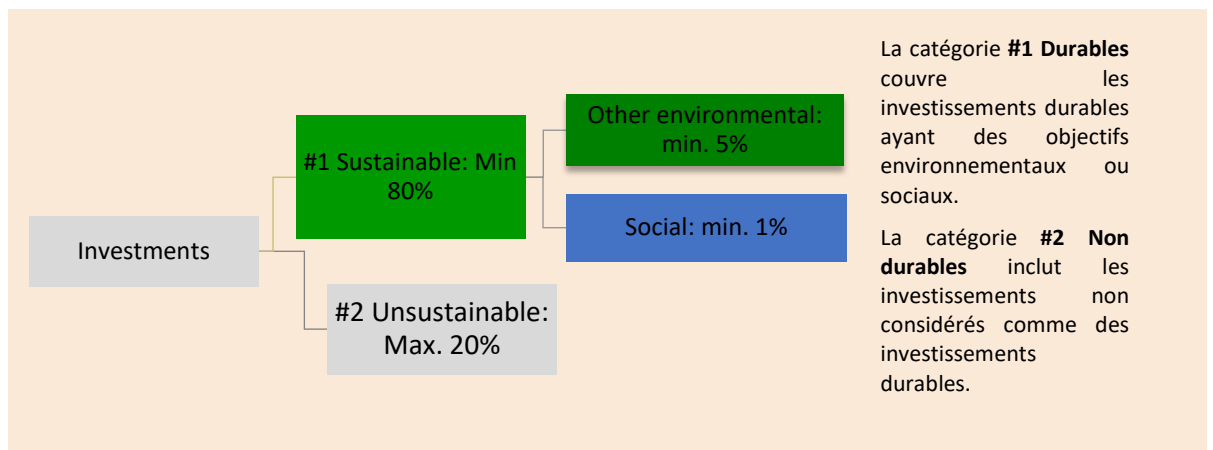 Investments
#1 Sustainable: Min
80%
#2 Unsustainable:
Max. 20%
Other environmental:
min. 5%
Social: min. 1%
La catégorie #1 Durables
couvre les
investissements durables
ayant des objectifs
environnementaux ou
sociaux.
La catégorie #2 Non
durables inclut les
investissements non
considérés comme des
investissements
durables.